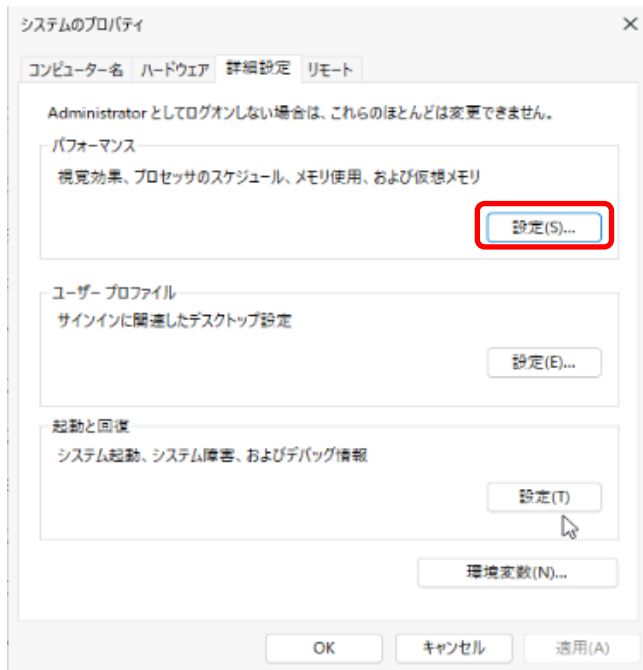 システムのプロパティ
コンピューター名 ハードウェア 詳細設定 リモート
Administrator としてログオンしない場合は、これらのほとんどは変更できません。
パフォーマンス
視覚効果、プロセッサのスケジュール、メモリ使用、および仮想メモリ
設定(S)...
ユーザー プロファイル
サインインに関連したデスクトップ設定
設定(E)...
起動と回復
システム起動、システム障害、およびデバッグ情報
設定(T)
環境変数(N)...
OK キャンセル 適用(A)